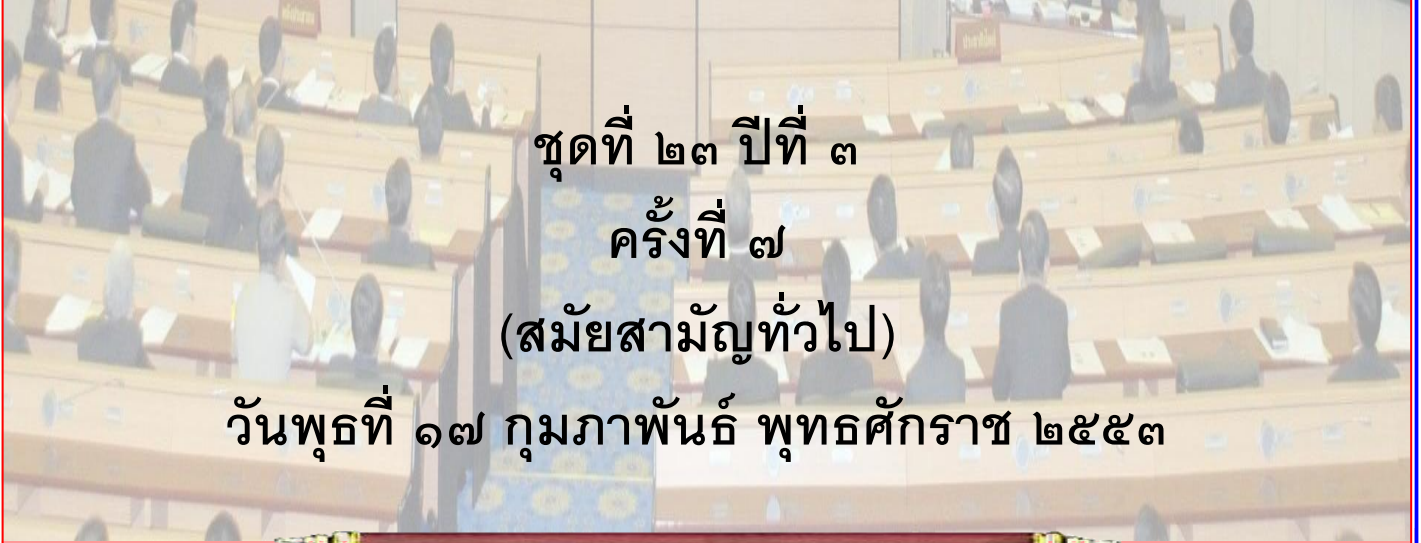 ชุดที่ ๒๓ ปีที่ ๓
ครั้งที่ ๗
(สมัยสามัญทั่วไป)
วันพุธที่ ๑๗ กุมภาพันธ์ พุทธศักราช ๒๕๕๓